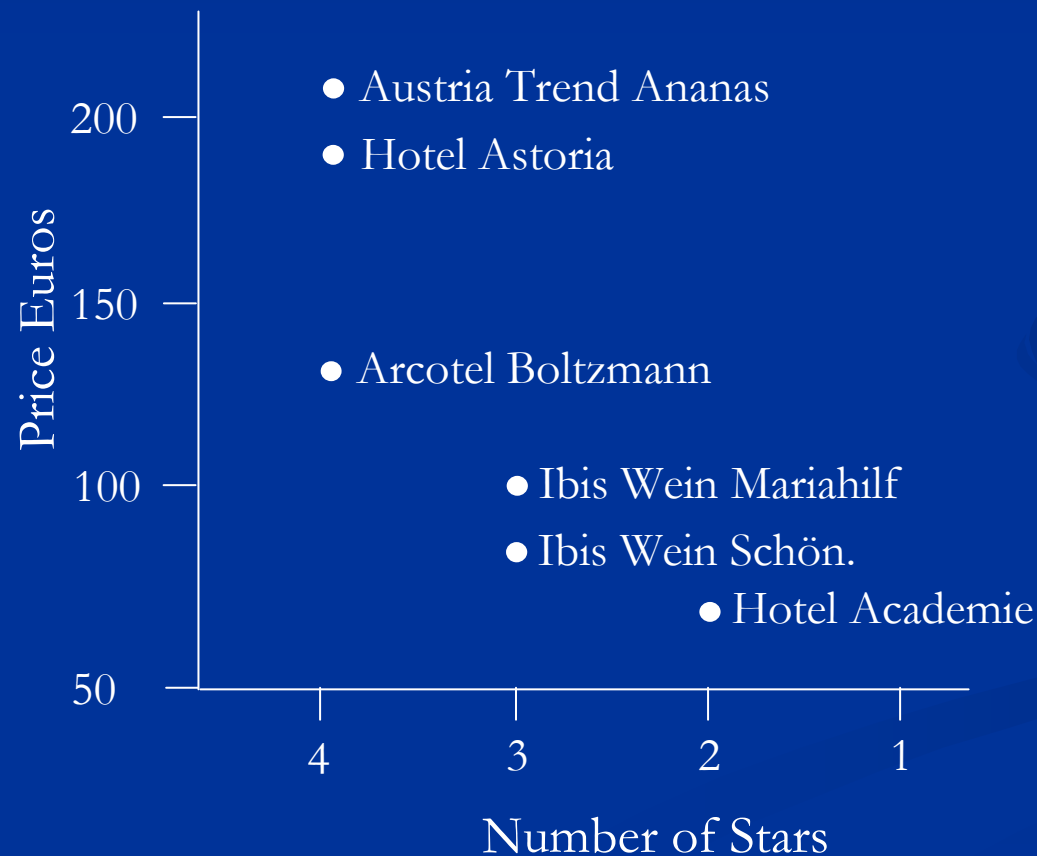 Austria Trend Ananas
200
Hotel Astoria
Price Euros
150
Arcotel Boltzmann
100
Ibis Wein Mariahilf
Ibis Wein Schön.
Hotel Academie
50
4 3 2 1
Number of Stars